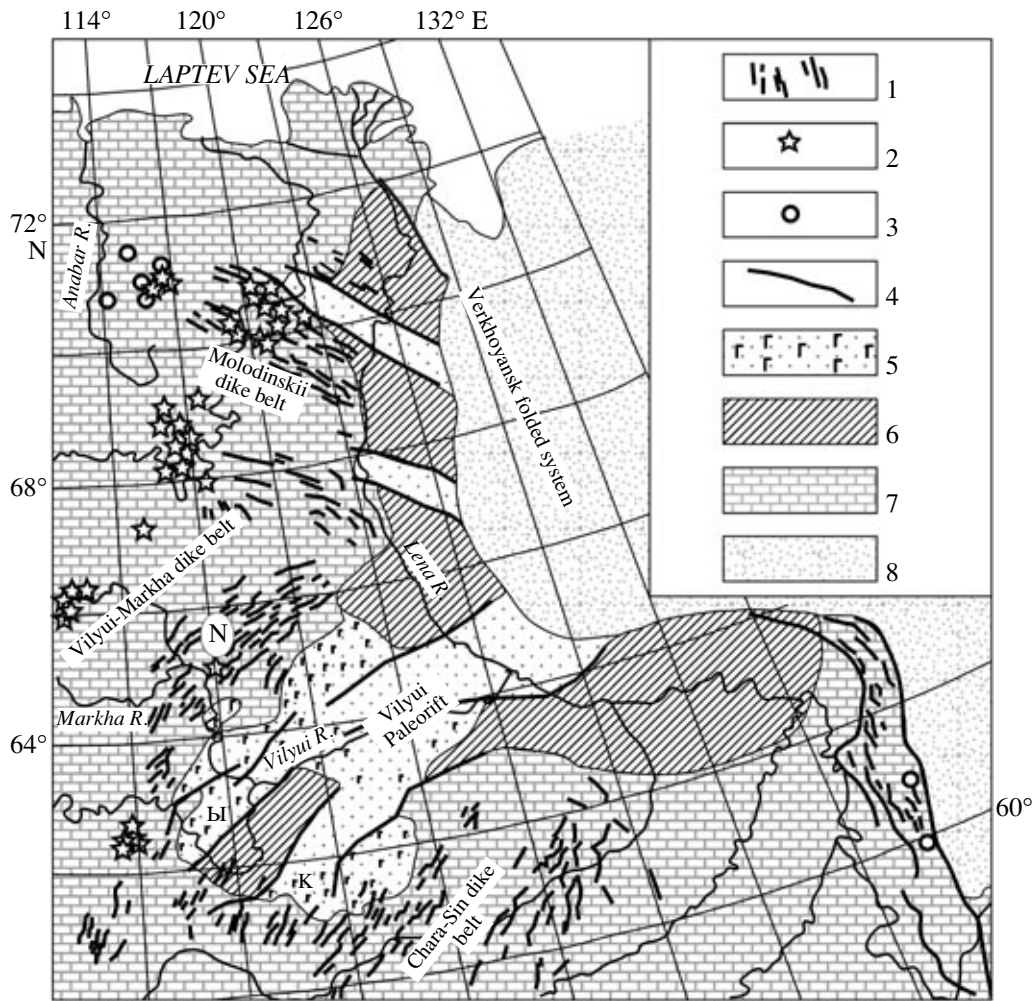 114° 120° 126° 132° E
LAPTEV SEA
1
2
3
4
5
6
7
8
72°
N
Anabar R.
Verkhoyansk folded system
Molodinskii
dike belt
68°
Lena R.
Vilyui-Markha dike belt
N
Markha R.
Vilyui R.
Vilyui
Paleorift
64°
60°
Ы
К
Chara-Sin dike
belt